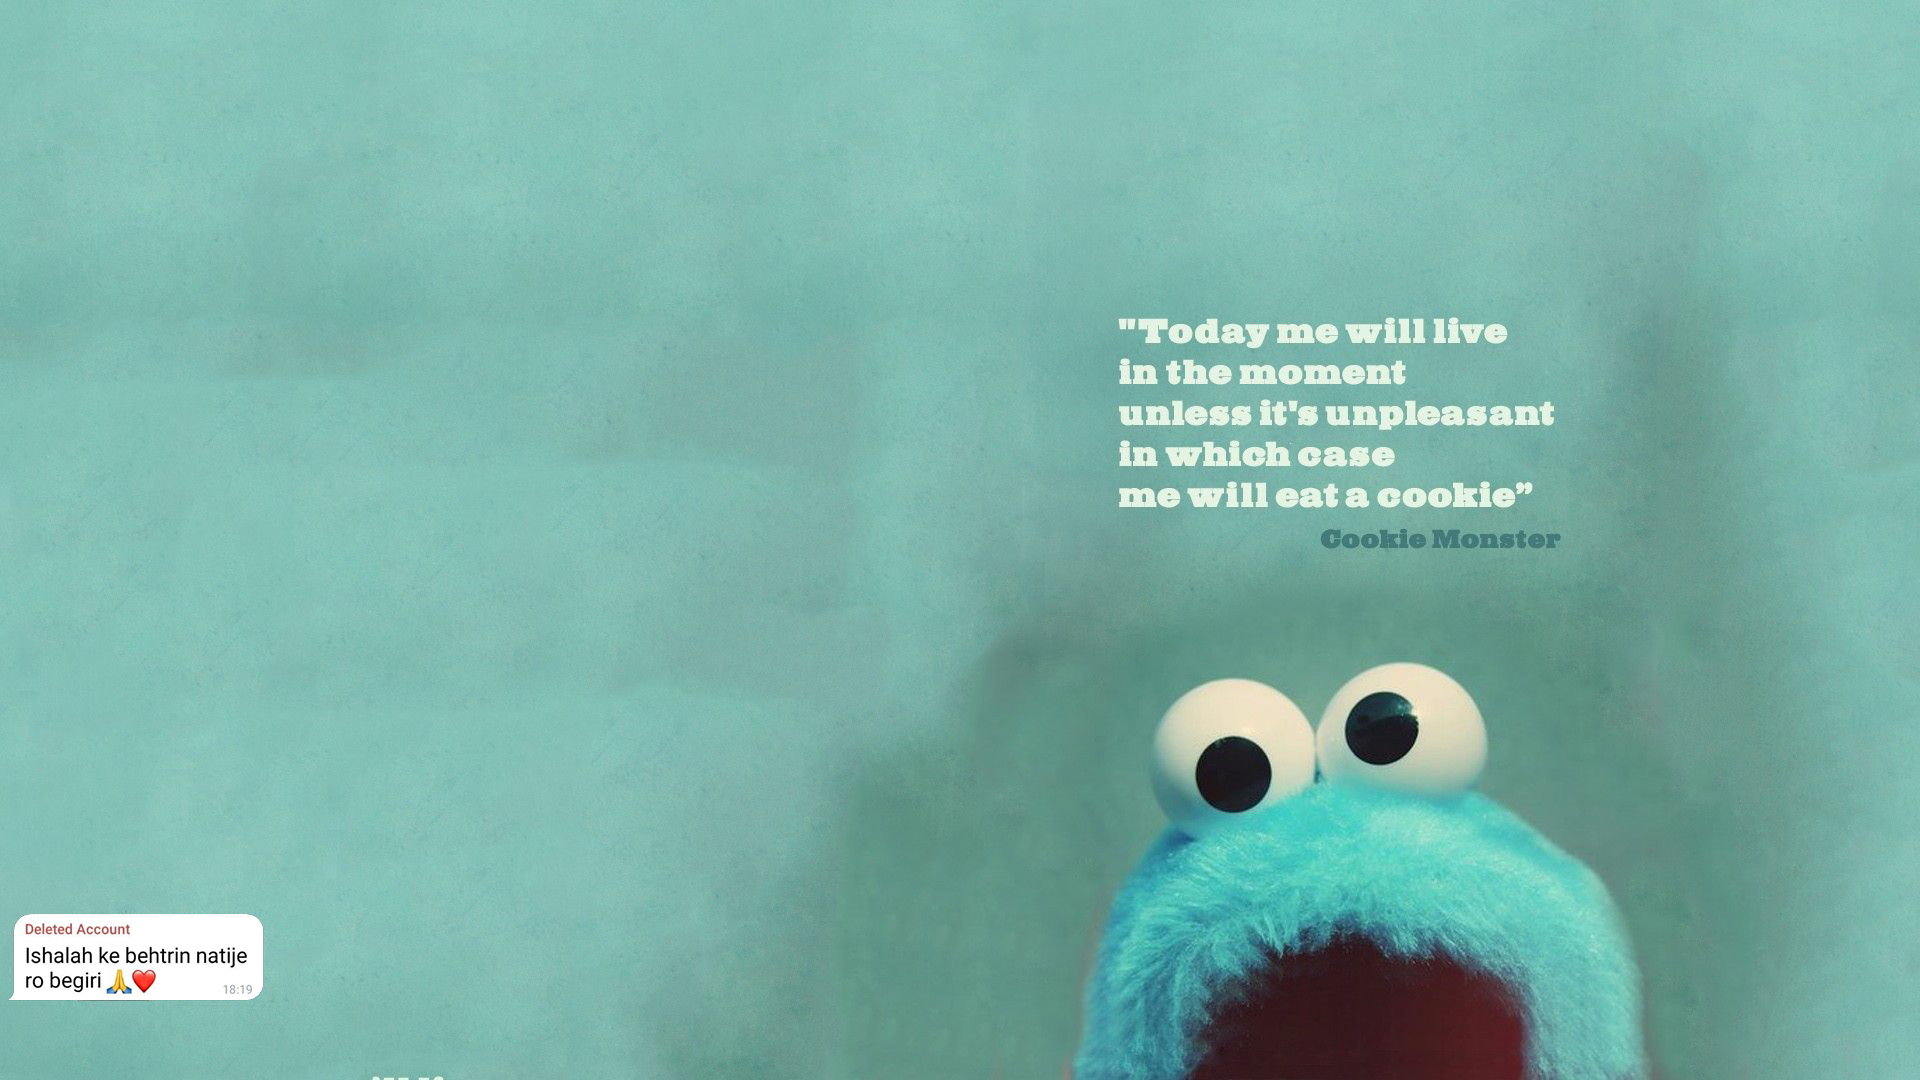 "Today me will live
in the moment
unless it's unpleasant
in which case
me will eat a cookie”
Cookie Monster
Deleted Account
Ishalah ke behtrin natije
ro begiri 🙏❤️
18:19